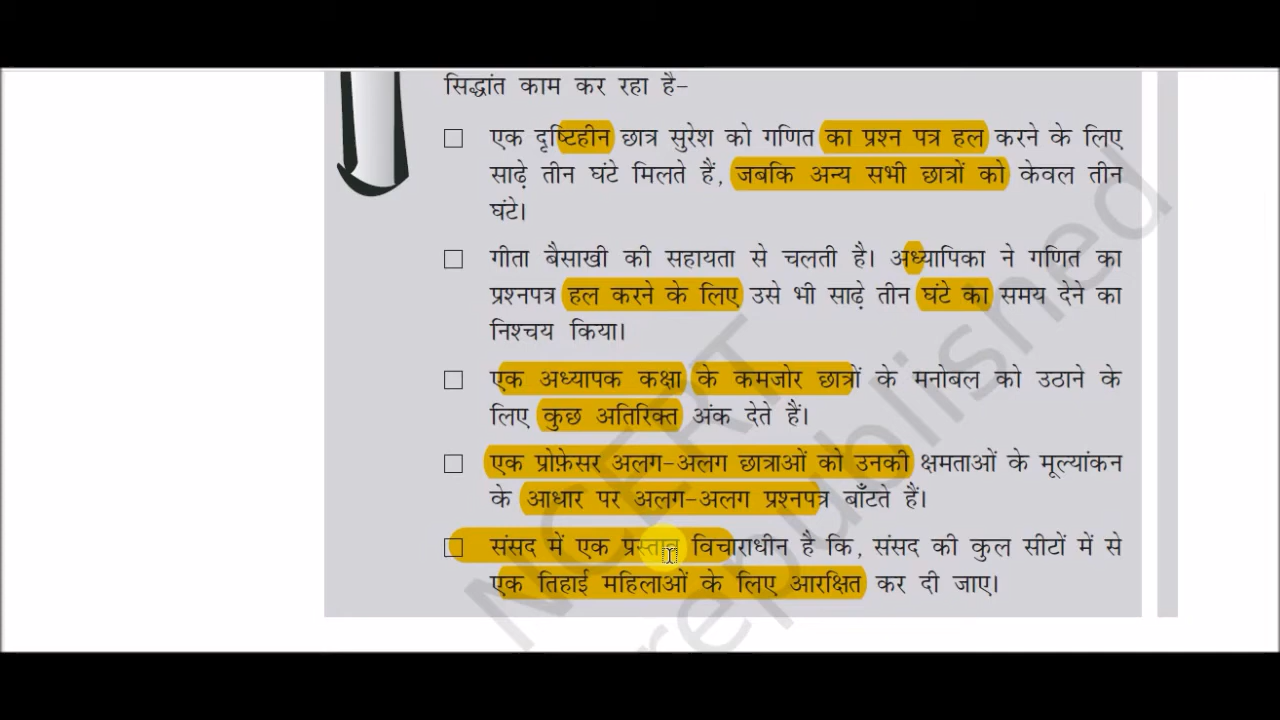 सिद्धांत काम कर रहा है–
एक दृष्टिहीन छात्र सुरेश को गणित का प्रश्न पत्र हल करने के लिए
साढ़े तीन घंटे मिलते हैं, जबकि अन्य सभी छात्रों को केवल तीन
घंटे।
गीता बैसाखी की सहायता से चलती है। अध्यापिका ने गणित का
प्रश्नपत्र हल करने के लिए उसे भी साढ़े तीन घंटे का समय देने का
निश्चय किया।
एक अध्यापक कक्षा के कमजोर छात्रों के मनोबल को उठाने के
लिए कुछ अतिरिक्त अंक देते हैं।
एक प्रोफ़ेसर अलग-अलग छात्राओं को उनकी क्षमताओं के मूल्यांकन
के आधार पर अलग-अलग प्रश्नपत्र बाँटते हैं।
संसद में एक प्रस्ताव विचाराधीन है कि, संसद की कुल सीटों में से
एक तिहाई महिलाओं के लिए आरक्षित कर दी जाए।
NCERT
republished